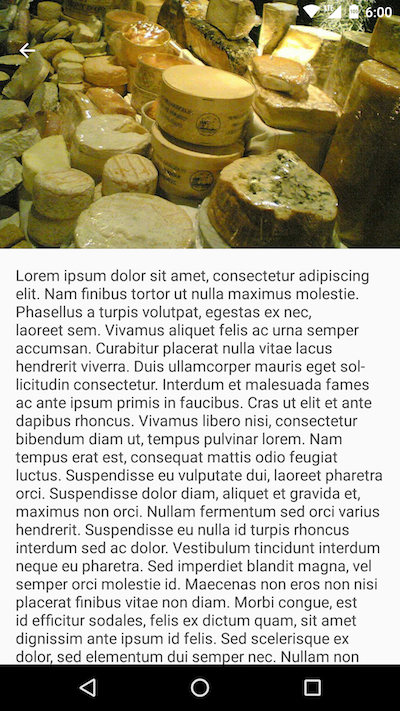 LTE 6:00
Lorem ipsum dolor sit amet, consectetur adipiscing
elit. Nam finibus tortor ut nulla maximus molestie.
Phasellus a turpis volutpat, egestas ex nec,
laoreet sem. Vivamus aliquet felis ac urna semper
accumsan. Curabitur placerat nulla vitae lacus
hendrerit viverra. Duis ullamcorper mauris eget sol-
licitudin consectetur. Interdum et malesuada fames
ac ante ipsum primis in faucibus. Cras ut elit et ante
dapibus rhoncus. Vivamus libero nisi, consectetur
bibendum diam ut, tempus pulvinar lorem. Nam
tempus erat est, consequat mattis odio feugiat
luctus. Suspendisse eu vulputate dui, laoreet pharetra
orci. Suspendisse dolor diam, aliquet et gravida et,
maximus non orci. Nullam fermentum sed orci varius
hendrerit. Suspendisse eu nulla id turpis rhoncus
interdum sed ac dolor. Vestibulum tincidunt interdum
neque eu pharetra. Sed imperdiet blandit magna, vel
semper orci molestie id. Maecenas non eros non nisi
placerat finibus vitae non diam. Morbi congue, est
id efficitur sodales, felis ex dictum quam, sit amet
dignissim ante ipsum id felis. Sed scelerisque ex
dolor, sed elementum dui semper nec. Nullam non